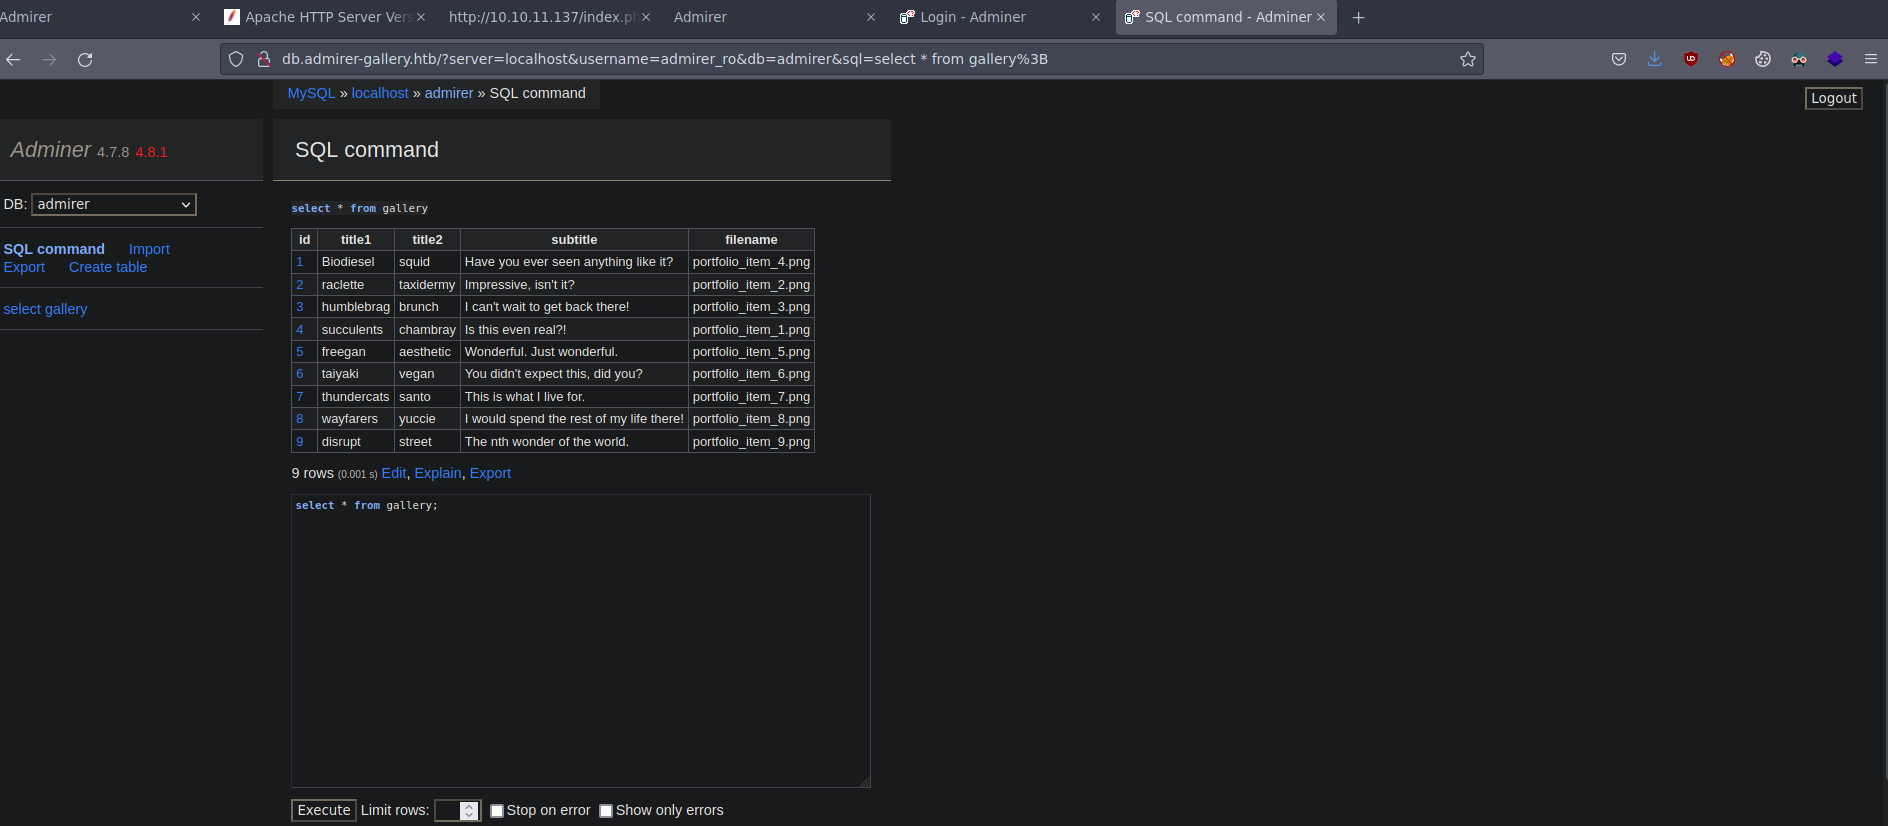 Admirer
Apache HTTP Server Vers
http://10.10.11.137/index.p
Admirer
Login - Adminer
SQL command - Adminer
db.admirer-gallery.htb/?server=localhost&username=admirer_ro&db=admirer&sql=select * from gallery%3B
MySQL » localhost » admirer » SQL command
Logout
Adminer 4.7.8 4.8.1
SQL command
DB: admirer
SQL command Import
Export Create table
select gallery
select * from gallery
id title1 title2 subtitle filename
1 Biodiesel squid Have you ever seen anything like it? portfolio_item_4.png
2 raclette taxidermy Impressive, isn't it? portfolio_item_2.png
3 humblebrag brunch I can't wait to get back there! portfolio_item_3.png
4 succulents chambray Is this even real?! portfolio_item_1.png
5 freegan aesthetic Wonderful. Just wonderful. portfolio_item_5.png
6 taiyaki vegan You didn't expect this, did you? portfolio_item_6.png
7 thundercats santo This is what I live for. portfolio_item_7.png
8 wayfarers yuccie I would spend the rest of my life there! portfolio_item_8.png
9 disrupt street The nth wonder of the world. portfolio_item_9.png
9 rows (0.001 s) Edit, Explain, Export
select * from gallery;
Execute Limit rows: Stop on error Show only errors